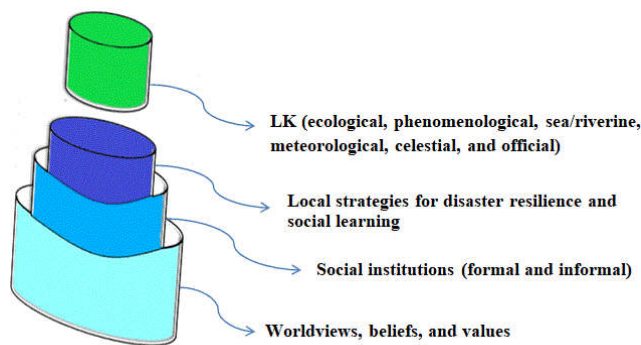 LK (ecological, phenomenological, sea/riverine,
meteorological, celestial, and official)
Local strategies for disaster resilience and
social learning
Social institutions (formal and informal)
Worldviews, beliefs, and values